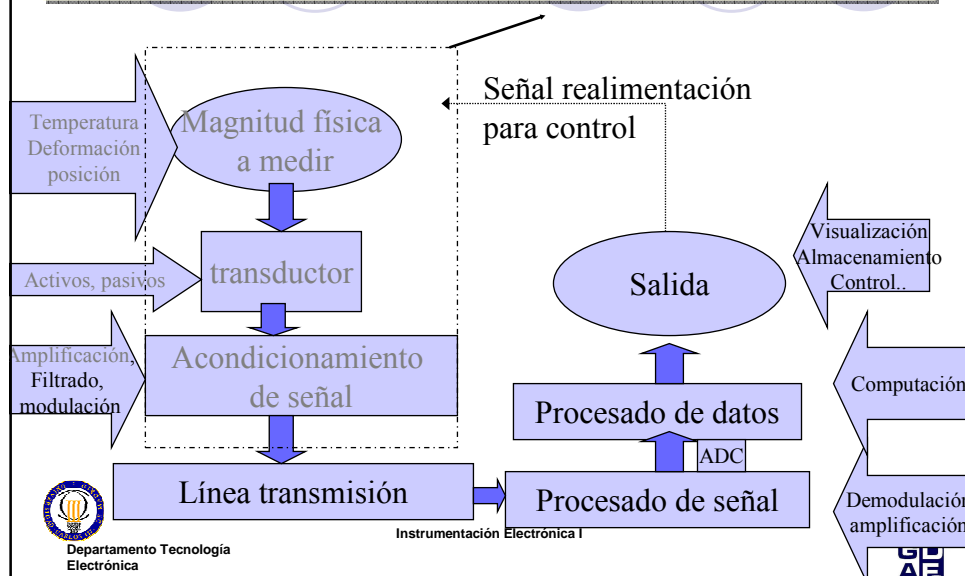 Señal realimentación
para control
Temperatura
Deformación
posición
Magnitud física
a medir
Activos, pasivos
transductor
Amplificación,
Filtrado,
modulación
Acondicionamiento
de señal
Línea transmisión
Procesado de señal
ADC
Procesado de datos
Salida
Visualización
Almacenamiento
Control..
Computación
Demodulación
amplificación
Instrumentación Electrónica I
Departamento Tecnología
Electrónica